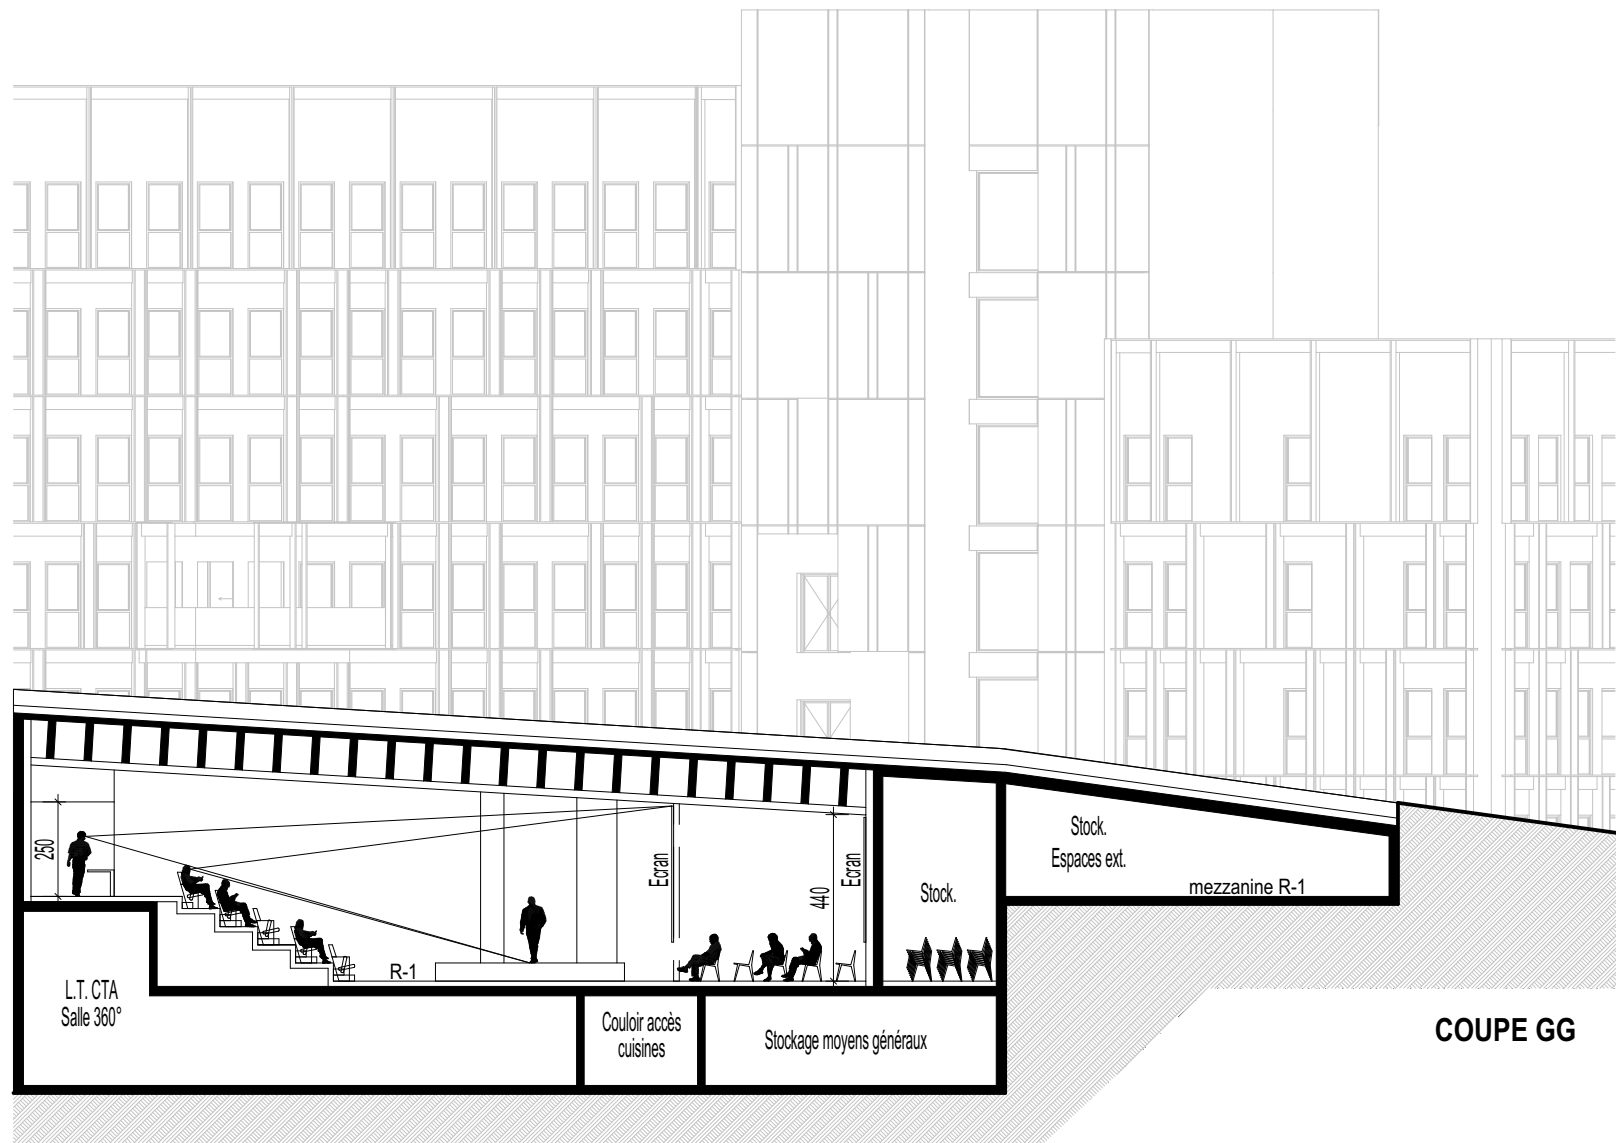 250
Ecran
440
Ecran
Stock.
Stock.
Espaces ext.
mezzanine R-1
R-1
L.T. CTA
Salle 360°
Couloir accès
cuisines
Stockage moyens généraux
COUPE GG